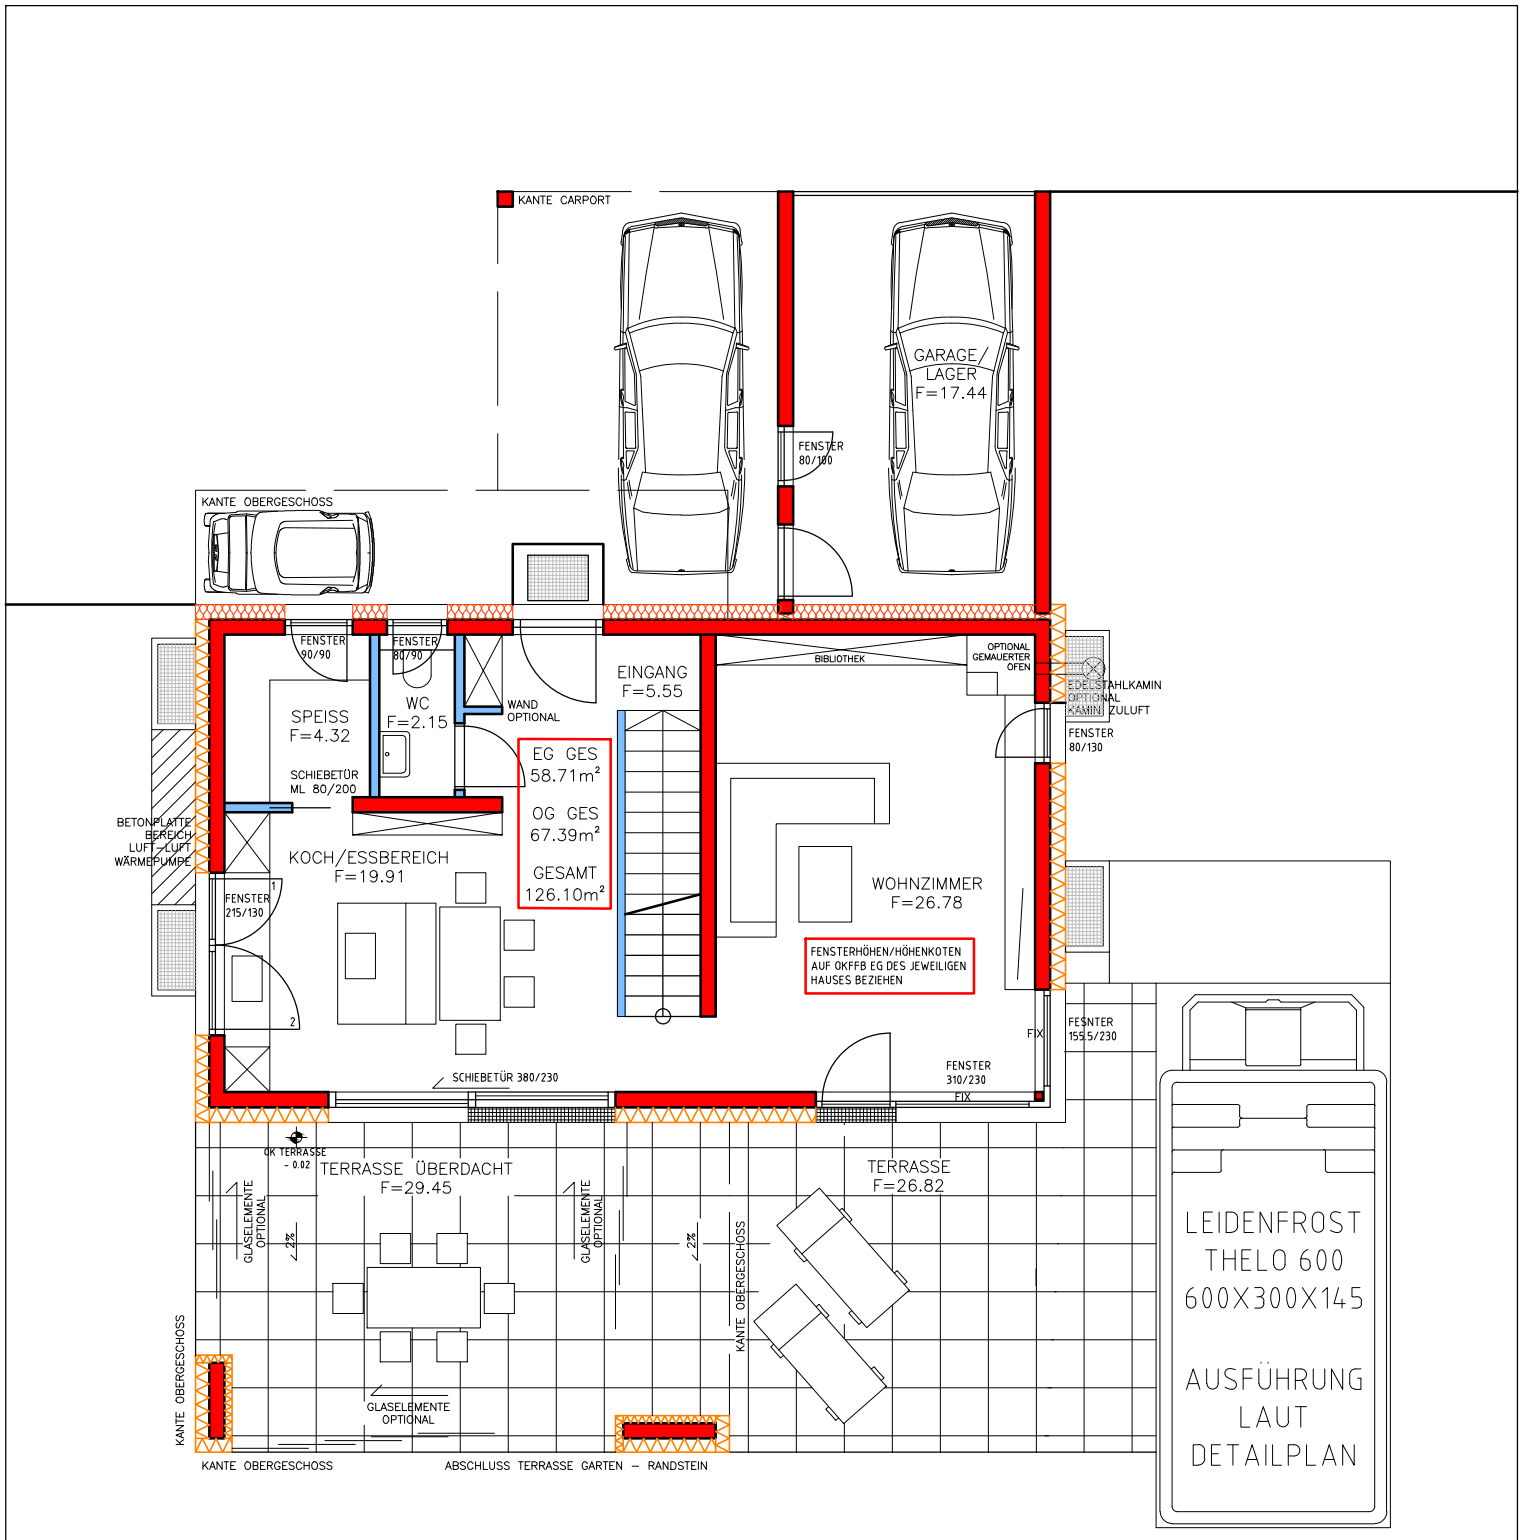 KANTE CARPORT
GARAGE/
LAGER
F=17.44
FENSTER
80/100
KANTE OBERGESCHOSS
FENSTER
90/90
FENSTER
80/90
EINGANG
F=5.55
BIBLIOTHEK
OPTIONAL
GEMAUERTER
OFEN
EDELSTAHLKAMIN
OPTIONAL
KAMIN ZULUFT
FENSTER
80/130
WC
F=2.15
WAND
OPTIONAL
SPEISS
F=4.32
SCHIEBETÜR
ML 80/200
EG GES
58.71m²
OG GES
67.39m²
GESAMT
126.10m²
BETONPLATTE
BEREICH
LUFT-LUFT
WÄRMEPUMPE
KOCH/ESSBEREICH
F=19.91
WOHNZIMMER
F=26.78
1
FENSTER
215/130
2
FENSTERHÖHEN/HÖHENKOTEN
AUF OKFFB EG DES JEWEILIGEN
HAUSES BEZIEHEN
FIX
FESNTER
155.5/230
SCHIEBETÜR 380/230
FENSTER
310/230
FIX
OK TERRASSE
- 0.02
TERRASSE ÜBERDACHT
F=29.45
TERRASSE
F=26.82
GLASELEMENTE
OPTIONAL
2%
GLASELEMENTE
OPTIONAL
2%
KANTE OBERGESCHOSS
KANTE OBERGESCHOSS
GLASELEMENTE
OPTIONAL
KANTE OBERGESCHOSS
ABSCHLUSS TERRASSE GARTEN - RANDSTEIN
LEIDENFROST
THELO 600
600X300X145
AUSFÜHRUNG
LAUT
DETAILPLAN